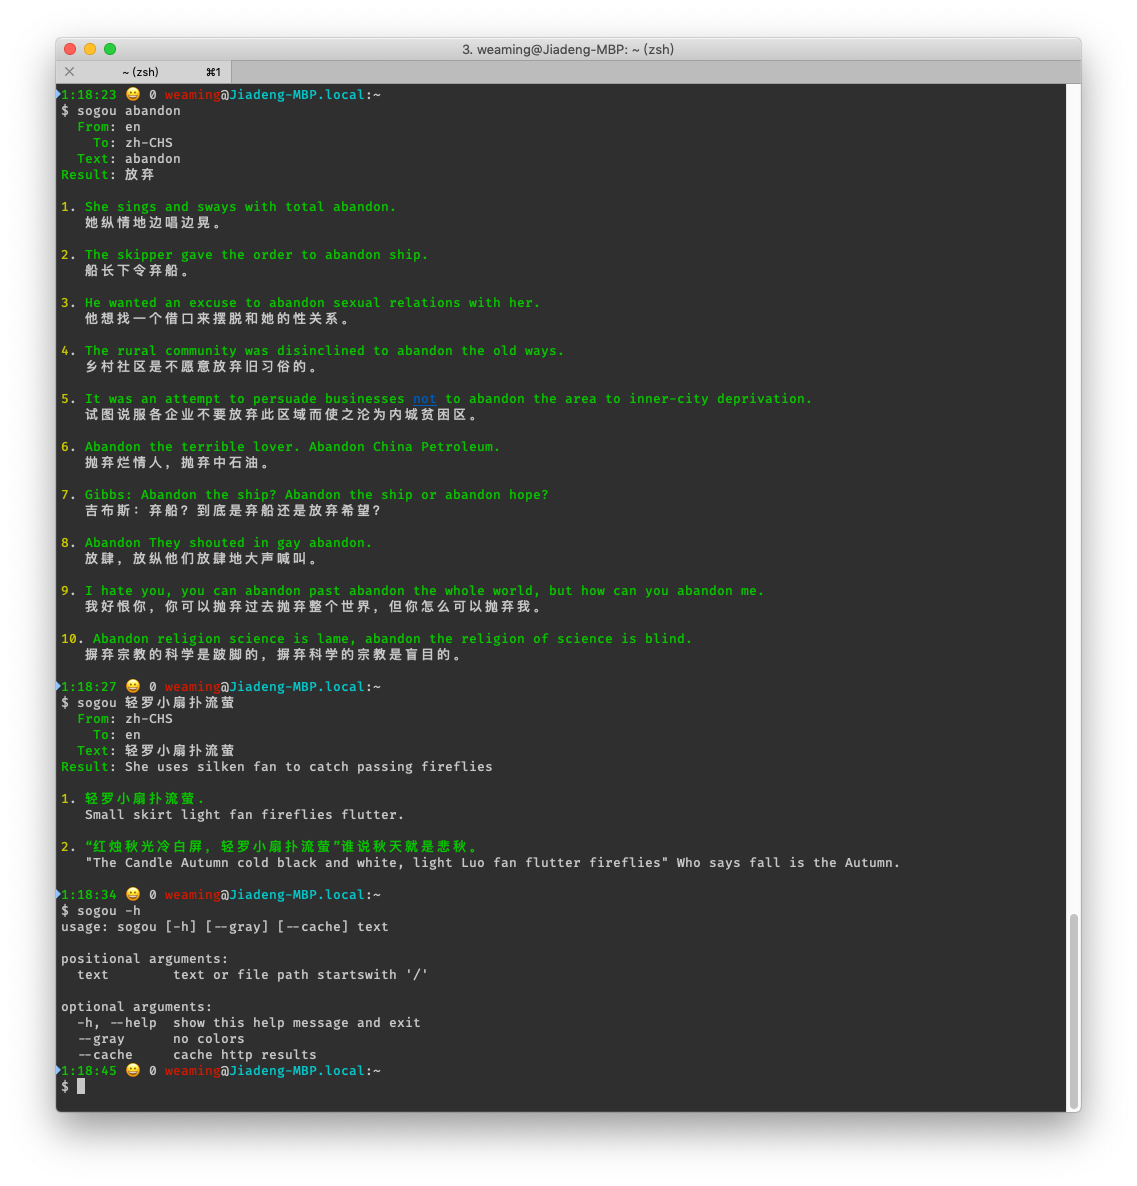 3. weaming@Jiadeng-MBP: ~ (zsh)
~ (zsh) ⌘1
1:18:23 😀 0 weaming@Jiadeng-MBP.local:~
$ sogou abandon
From: en
To: zh-CHS
Text: abandon
Result: 放弃
1. She sings and sways with total abandon.
她纵情地边唱边晃。
2. The skipper gave the order to abandon ship.
船长下令弃船。
3. He wanted an excuse to abandon sexual relations with her.
他想找一个借口来摆脱和她的性关系。
4. The rural community was disinclined to abandon the old ways.
乡村社区是不愿意放弃旧习俗的。
5. It was an attempt to persuade businesses not to abandon the area to inner-city deprivation.
试图说服各企业不要放弃此区域而使之沦为内城贫困区。
6. Abandon the terrible lover. Abandon China Petroleum.
抛弃烂情人，抛弃中石油。
7. Gibbs: Abandon the ship? Abandon the ship or abandon hope?
吉布斯：弃船？到底是弃船还是放弃希望？
8. Abandon They shouted in gay abandon.
放肆，放纵他们放肆地大声喊叫。
9. I hate you, you can abandon past abandon the whole world, but how can you abandon me.
我好恨你，你可以抛弃过去抛弃整个世界，但你怎么可以抛弃我。
10. Abandon religion science is lame, abandon the religion of science is blind.
摒弃宗教的科学是跛脚的，摒弃科学的宗教是盲目的。
1:18:27 😀 0 weaming@Jiadeng-MBP.local:~
$ sogou 轻罗小扇扑流萤
From: zh-CHS
To: en
Text: 轻罗小扇扑流萤
Result: She uses silken fan to catch passing fireflies
1. 轻罗小扇扑流萤.
Small skirt light fan fireflies flutter.
2. “红烛秋光冷白屏，轻罗小扇扑流萤”谁说秋天就是悲秋。
"The Candle Autumn cold black and white, light Luo fan flutter fireflies" Who says fall is the Autumn.
1:18:34 😀 0 weaming@Jiadeng-MBP.local:~
$ sogou -h
usage: sogou [-h] [--gray] [--cache] text
positional arguments:
text text or file path startswith '/'
optional arguments:
-h, --help show this help message and exit
--gray no colors
--cache cache http results
1:18:45 😀 0 weaming@Jiadeng-MBP.local:~
$